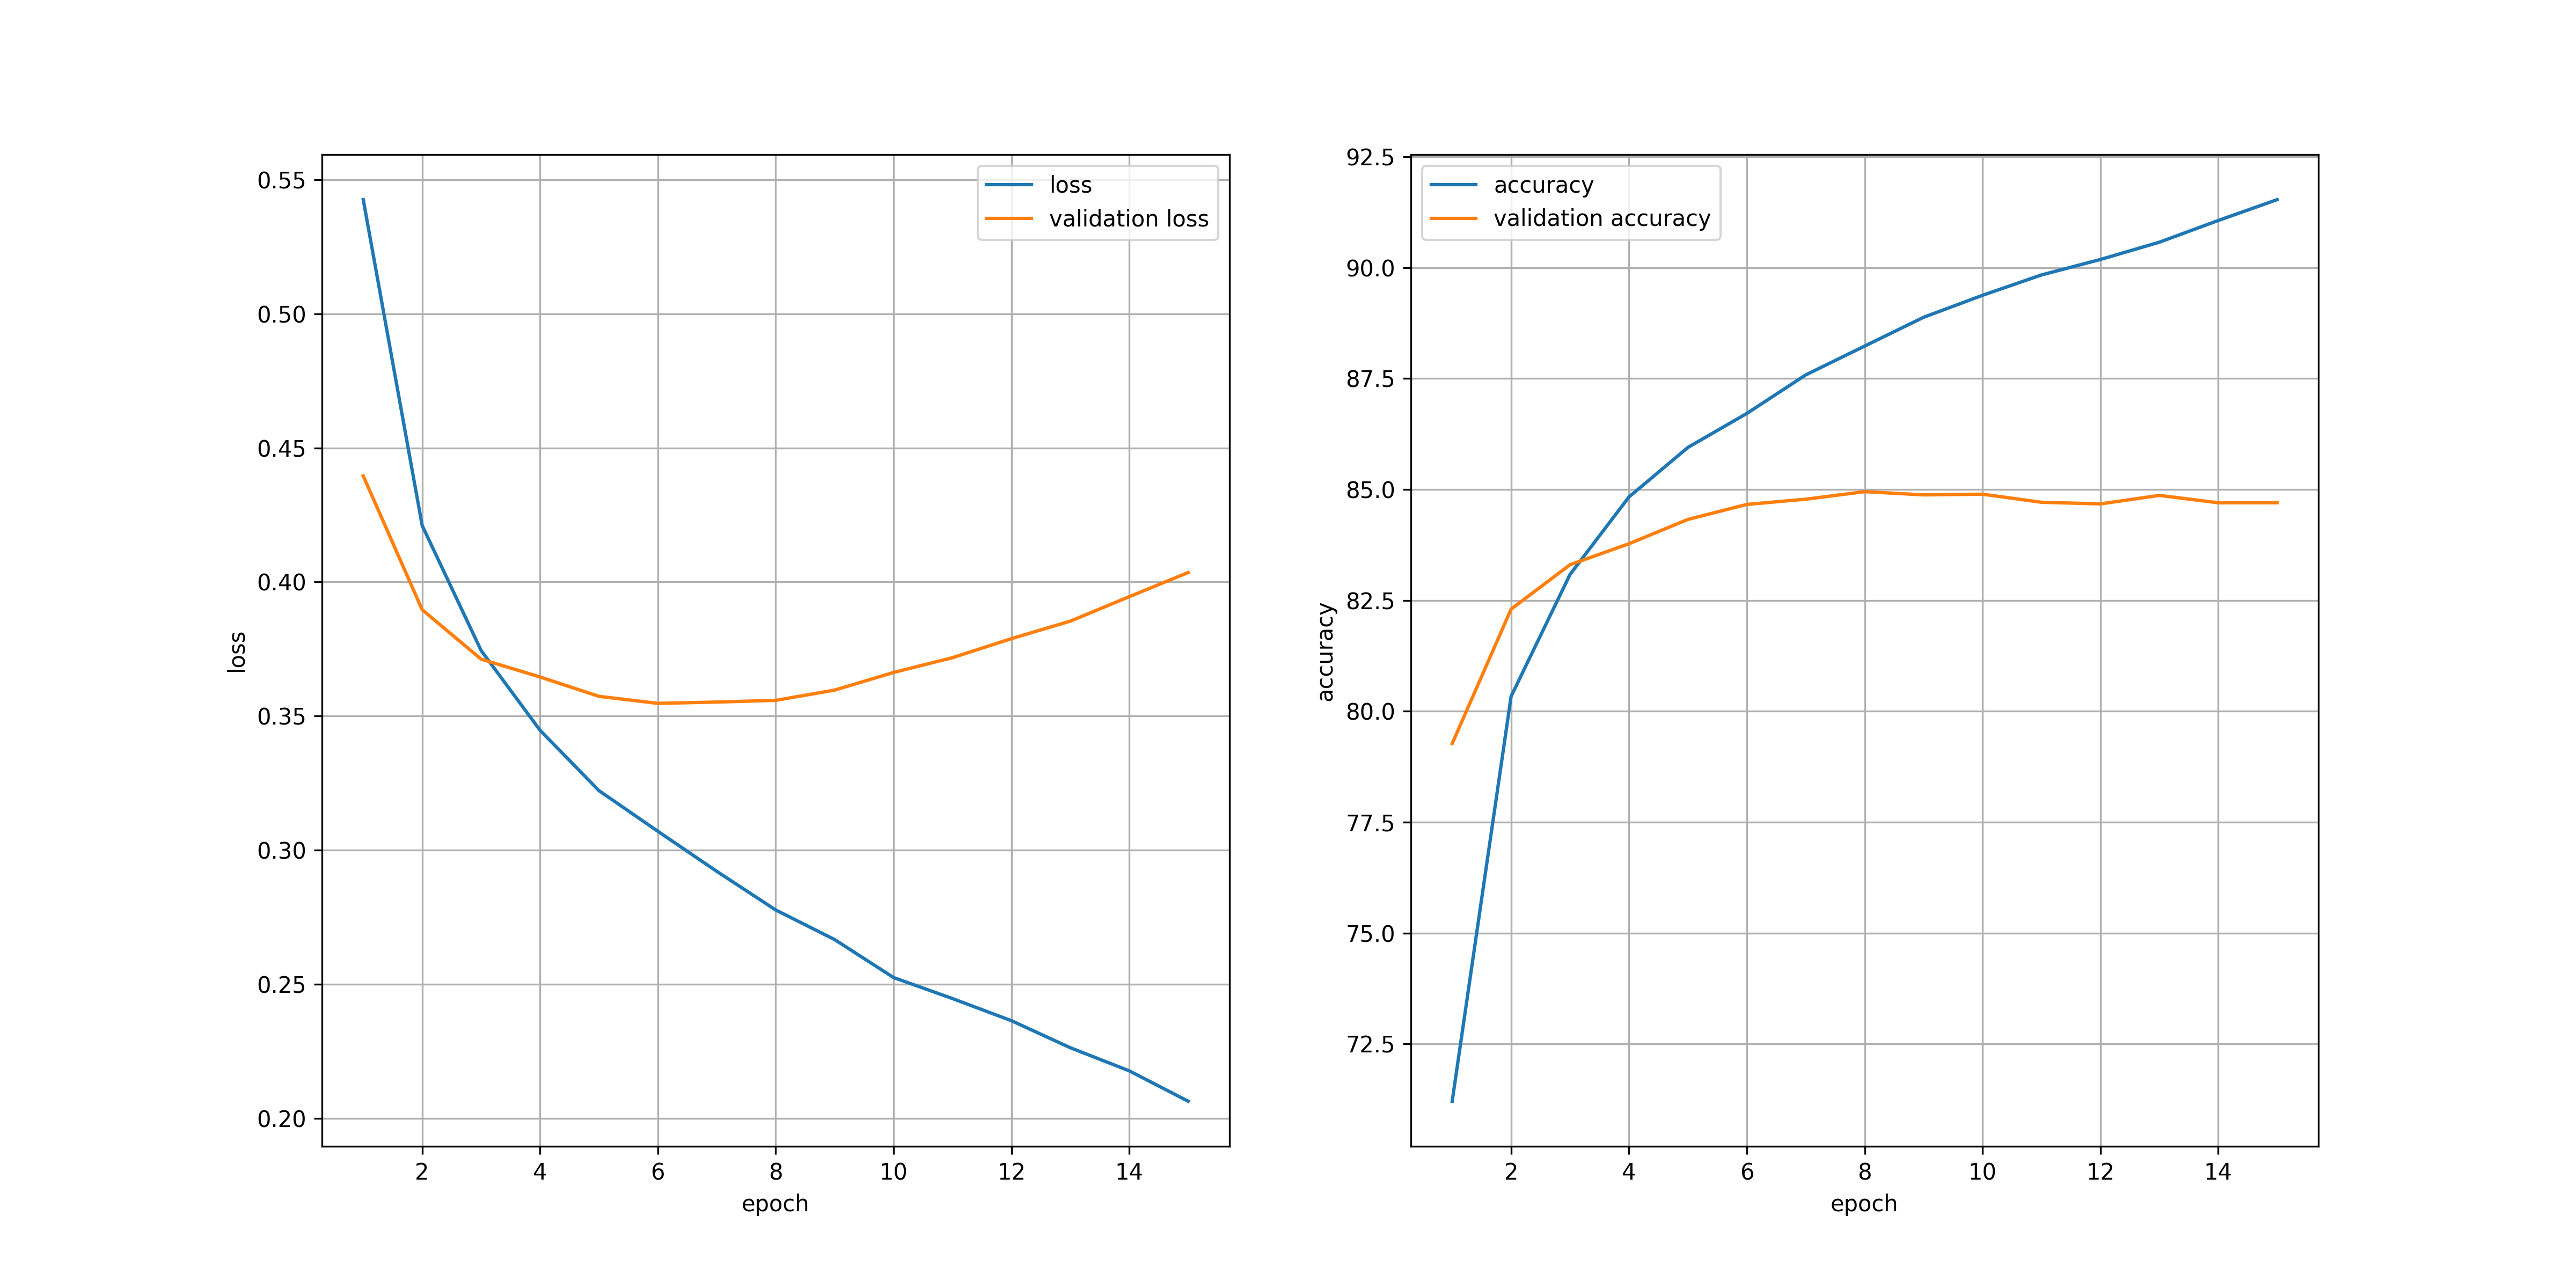 loss
validation loss
0.55
0.50
0.45
0.40
0.35
0.30
0.25
0.20
loss
2 4 6 8 10 12 14
epoch
accuracy
validation accuracy
92.5
90.0
87.5
85.0
82.5
80.0
77.5
75.0
72.5
accuracy
2 4 6 8 10 12 14
epoch